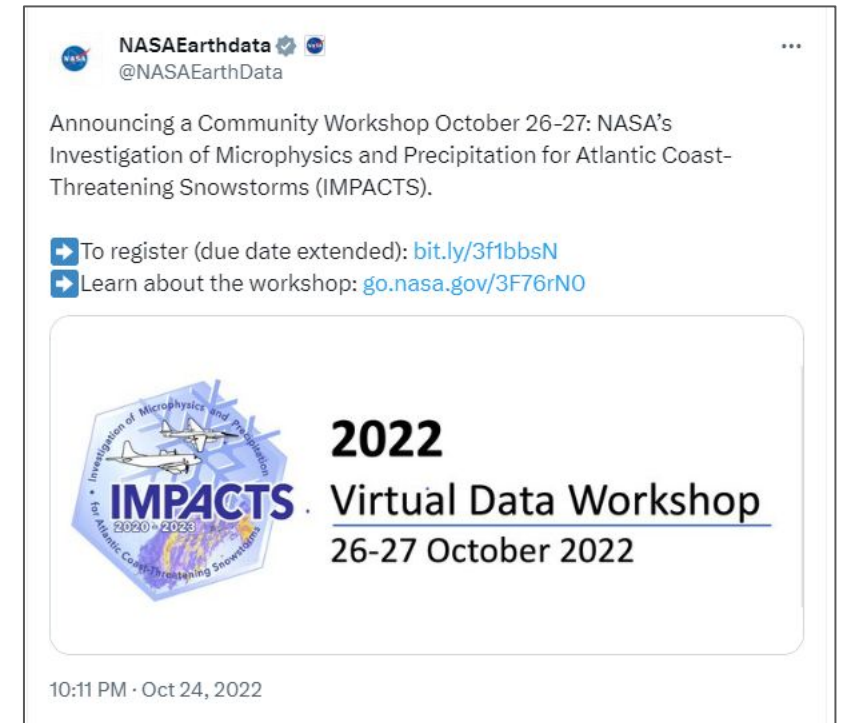 NASAEarthdata
@NASAEarthData
Announcing a Community Workshop October 26-27: NASA's
Investigation of Microphysics and Precipitation for Atlantic Coast-
Threatening Snowstorms (IMPACTS).
➡️To register (due date extended): bit.ly/3f1bbsN
➡️Learn about the workshop: go.nasa.gov/3F76rN0
Investigation of Microphysics and Precipitation
for Atlantic Coast-Threatening Snowstorms
IMPACTS
2020 - 2023
2022
Virtual Data Workshop
26-27 October 2022
10:11 PM · Oct 24, 2022